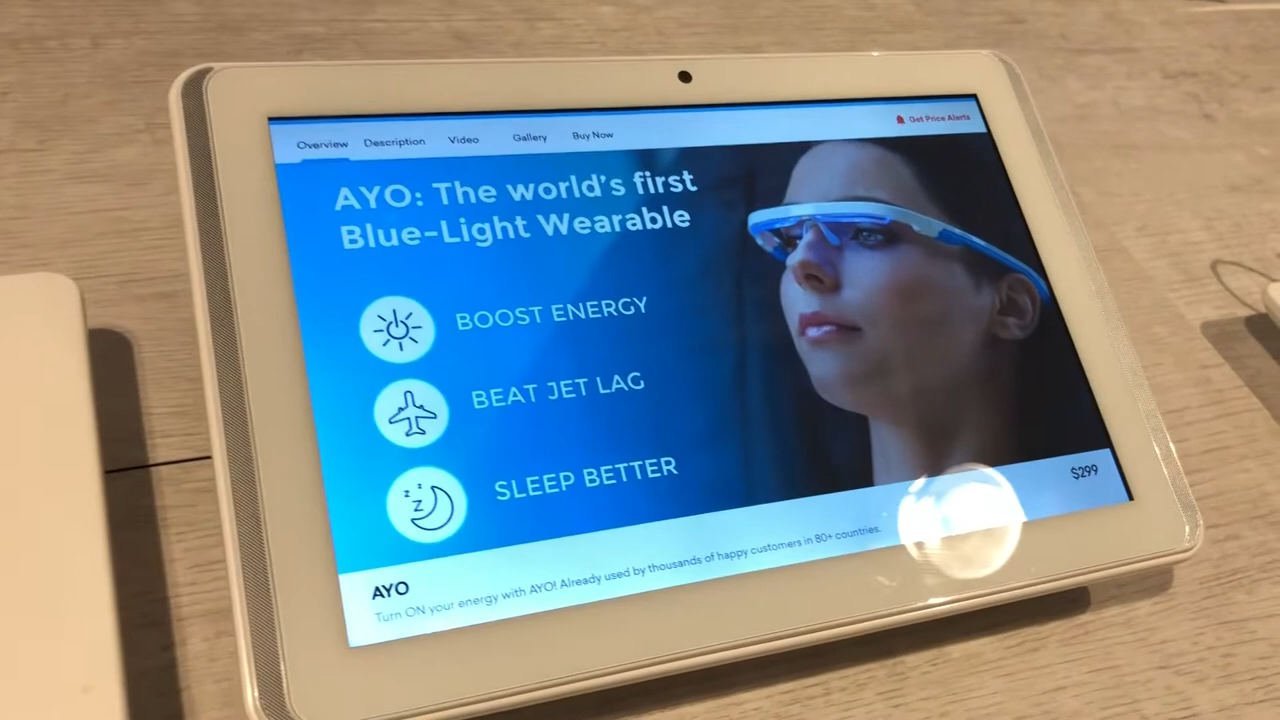 Overview Description Video Gallery Buy Now Get Price Alerts
AYO: The world's first
Blue-Light Wearable
BOOST ENERGY
BEAT JET LAG
z z z
SLEEP BETTER
AYO
$299
Turn ON your energy with AYO! Already used by thousands of happy customers in 80+ countries.